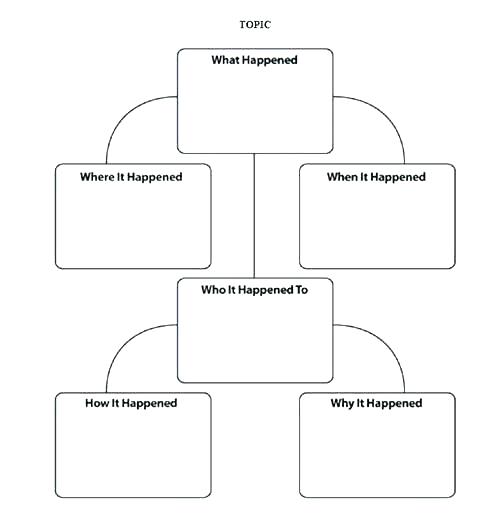 TOPIC
What Happened
Where It Happened
When It Happened
Who It Happened To
How It Happened
Why It Happened